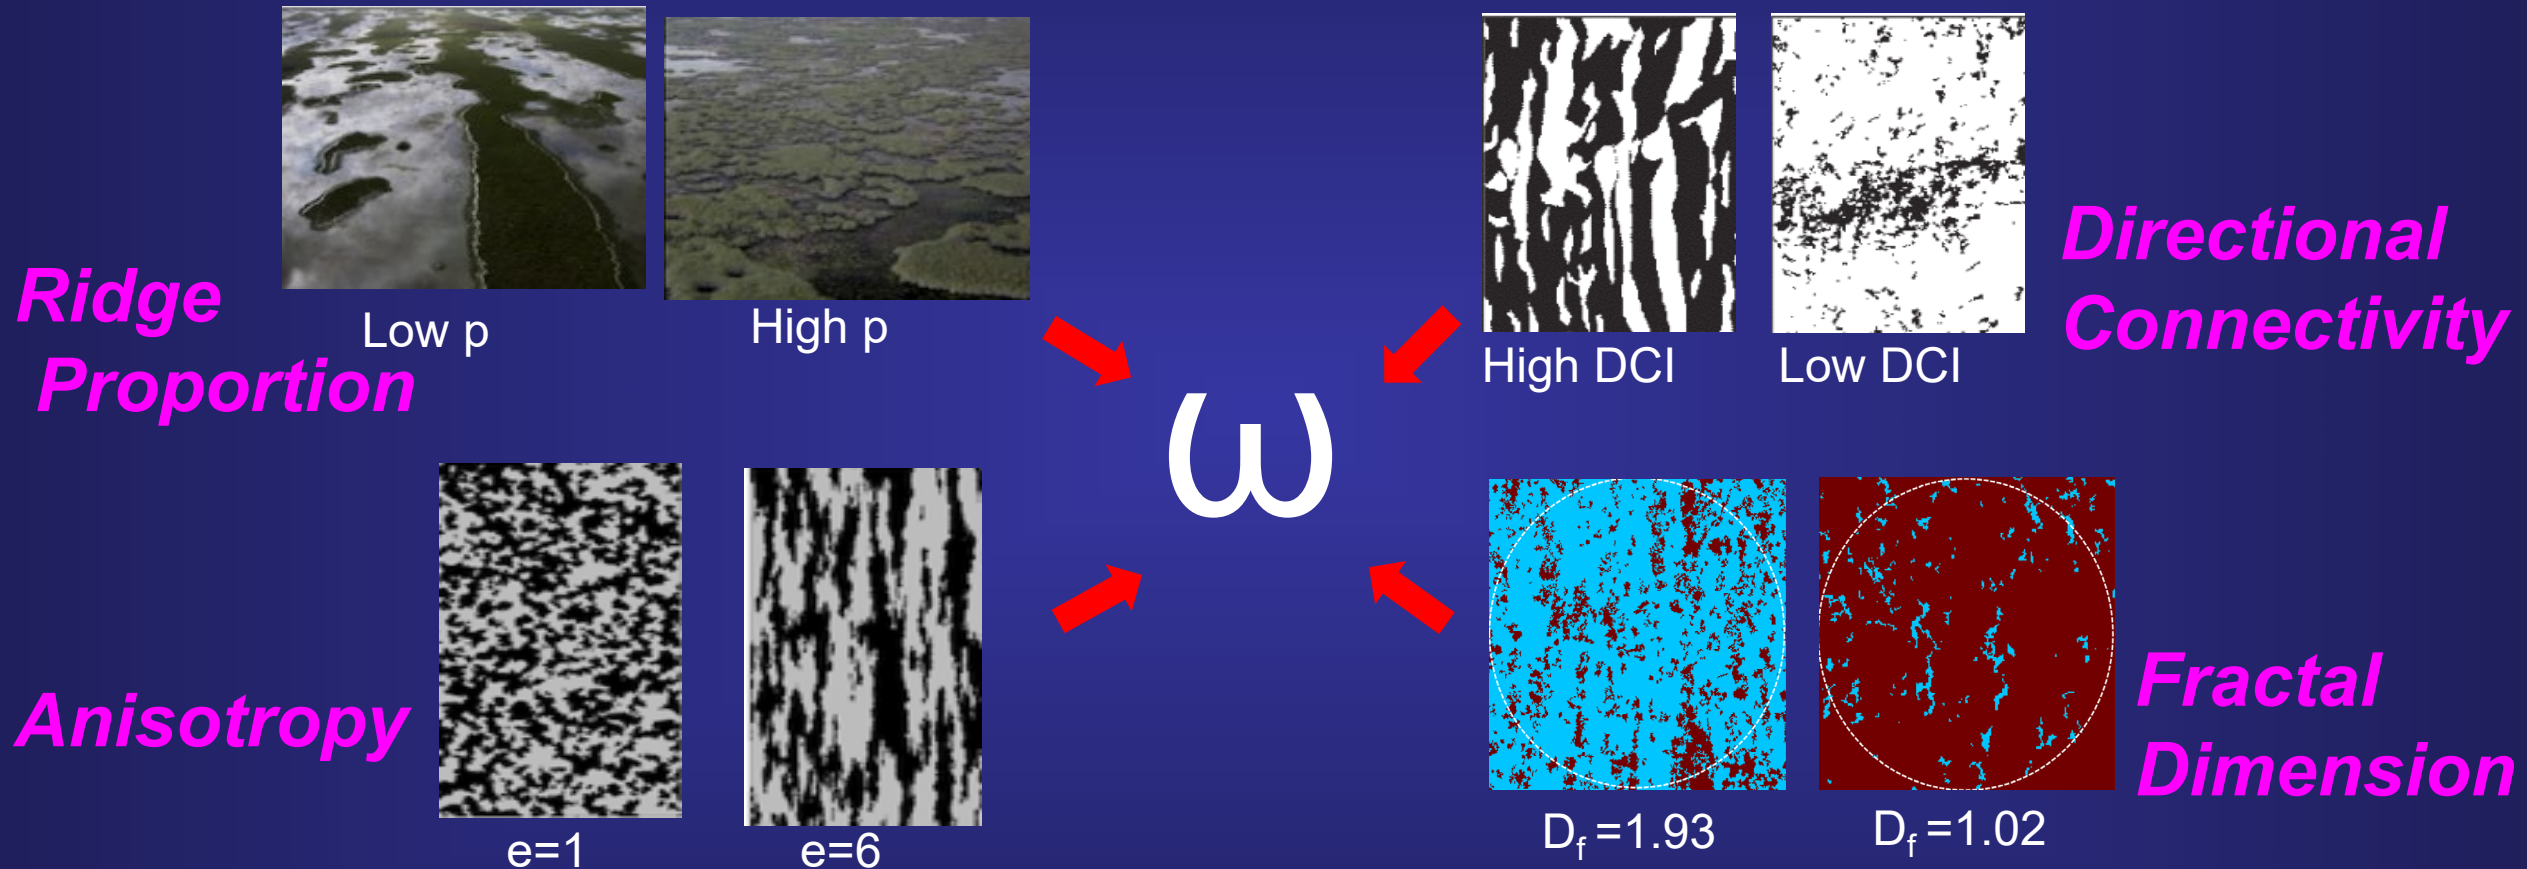 Ridge
Proportion
Low p
High p
High DCI
Low DCI
Directional
Connectivity
ω
Anisotropy
e=1
e=6
Df =1.93
Df =1.02
Fractal
Dimension